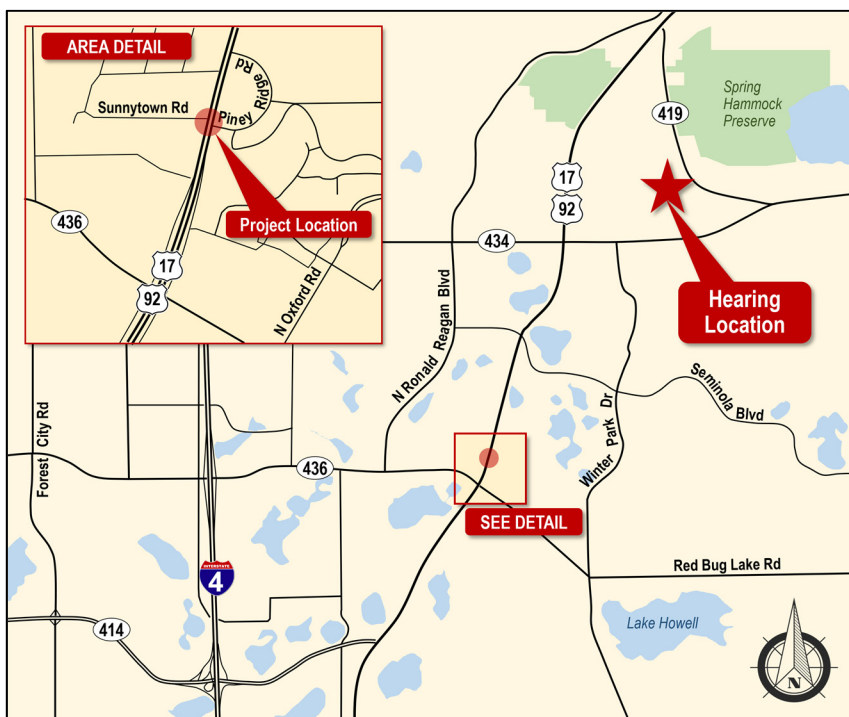 AREA DETAIL
Sunnytown Rd
Piney Ridge Rd
Project Location
436
17
92
N Oxford Rd
Spring
Hammock
Preserve
419
17
92
434
Hearing
Location
N Ronald Reagan Blvd
Seminola Blvd
Winter Park Dr
Forest City Rd
436
SEE DETAIL
INTERSTATE
4
Red Bug Lake Rd
414
Lake Howell
N